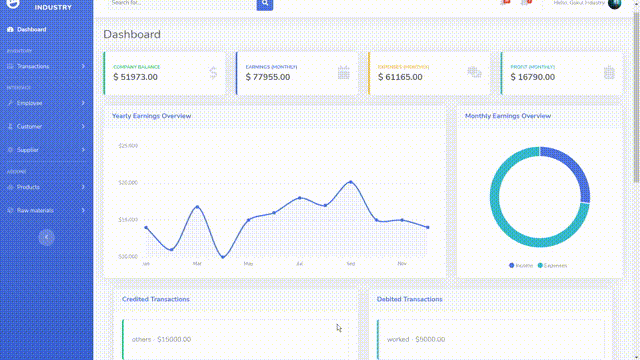 INDUSTRY
Search for...
Hello, Gokul Industry
Dashboard
INVENTORY
Transactions
INTERFACE
Employee
Customer
Supplier
ADDONS
Products
Raw materials
Dashboard
COMPANY BALANCE
$ 51973.00
EARNINGS (MONTHLY)
$ 77955.00
EXPENSES (MONTHLY)
$ 61165.00
PROFIT (MONTHLY)
$ 16790.00
Yearly Earnings Overview
$25,000
$20,000
$15,000
$10,000
Jan
Mar
May
Jul
Sep
Nov
Monthly Earnings Overview
Income
Expenses
Credited Transactions
others - $15000.00
Debited Transactions
worked - $5000.00